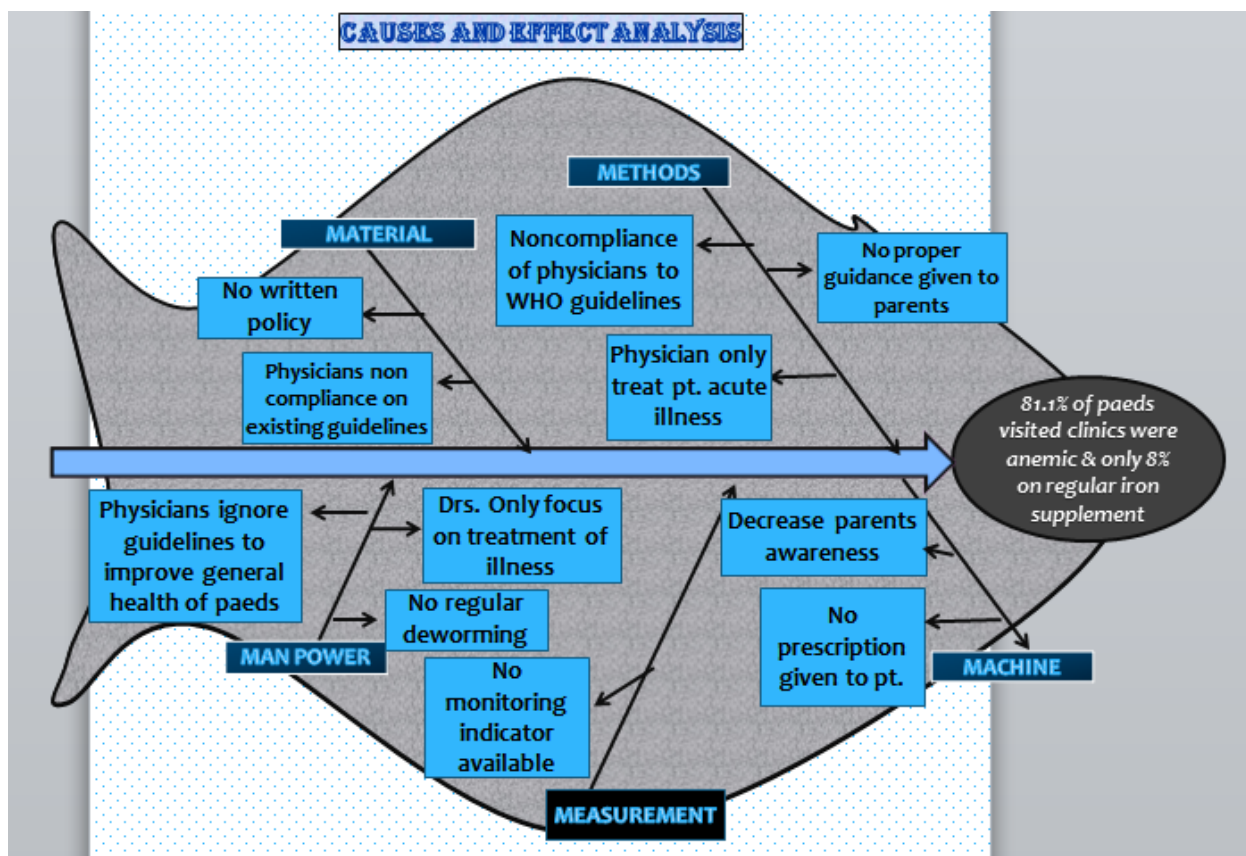 CAUSES AND EFFECT ANALYSIS
METHODS
MATERIAL
Noncompliance
of physicians to
WHO guidelines
No proper
guidance given to
parents
No written
policy
Physicians non
compliance on
existing guidelines
Physician only
treat pt. acute
illness
81.1% of paeds
visited clinics were
anemic & only 8%
on regular iron
supplement
Physicians ignore
guidelines to
improve general
health of paeds
Drs. Only focus
on treatment of
illness
Decrease parents
awareness
No regular
deworming
No
prescription
given to pt.
MAN POWER
MACHINE
No
monitoring
indicator
available
MEASUREMENT